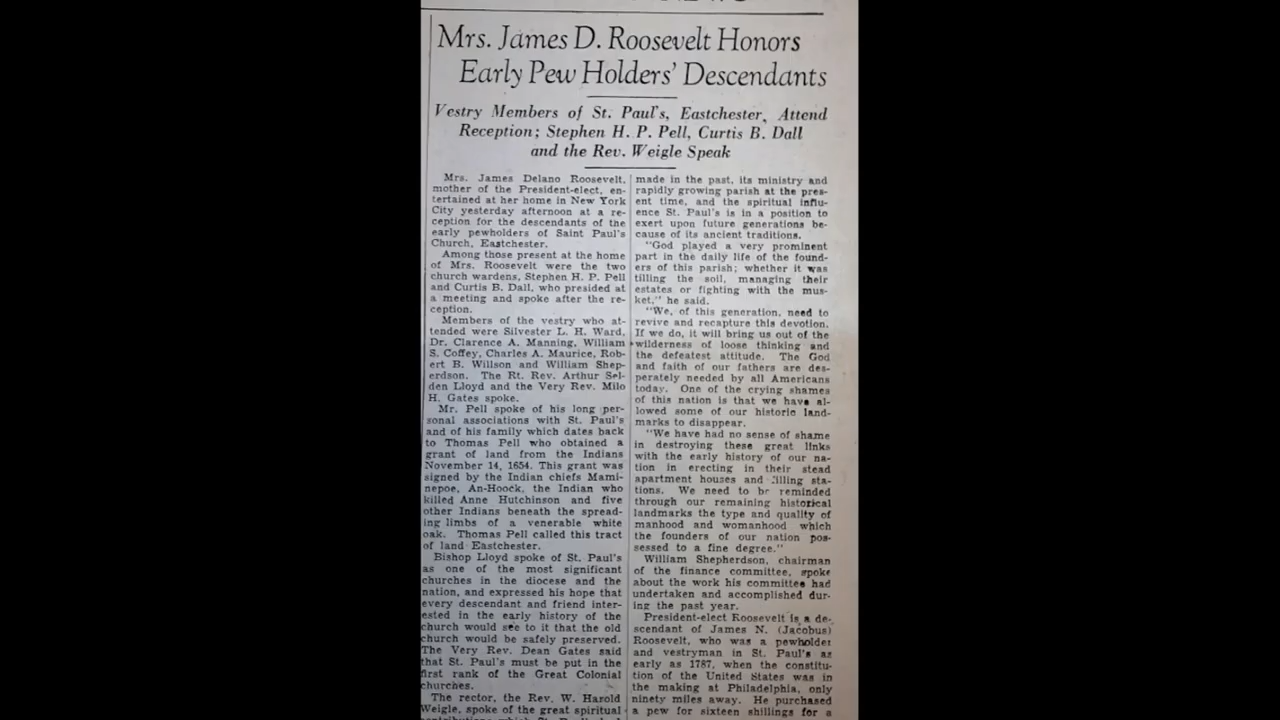 Mrs. James D. Roosevelt Honors
Early Pew Holders' Descendants
Vestry Members of St. Paul's, Eastchester, Attend
Reception; Stephen H. P. Pell, Curtis B. Dall
and the Rev. Weigle Speak
Mrs. James Delano Roosevelt,
mother of the President-elect, en-
tertained at her home in New York
City yesterday afternoon at a re-
ception for the descendants of the
early pewholders of Saint Paul's
Church, Eastchester.
Among those present at the home
of Mrs. Roosevelt were the two
church wardens, Stephen H. P. Pell
and Curtis B. Dall, who presided at
a meeting and spoke after the re-
ception.
Members of the vestry who at-
tended were Silvester L. H. Ward,
Dr. Clarence A. Manning, William
S. Coffey, Charles A. Maurice, Rob-
ert B. Willson and William Shep-
erdson. The Rt. Rev. Arthur Sel-
den Lloyd and the Very Rev. Milo
H. Gates spoke.
Mr. Pell spoke of his long per-
sonal associations with St. Paul's
and of his family which dates back
to Thomas Pell who obtained a
grant of land from the Indians
November 14, 1654. This grant was
signed by the Indian chiefs Mami-
nepoe, An-Hoock, the Indian who
killed Anne Hutchinson and five
other Indians beneath the spread-
ing limbs of a venerable white
oak. Thomas Pell called this tract
of land Eastchester.
Bishop Lloyd spoke of St. Paul's
as one of the most significant
churches in the diocese and the
nation, and expressed his hope that
every descendant and friend inter-
ested in the early history of the
church would see to it that the old
church would be safely preserved.
The Very Rev. Dean Gates said
that St. Paul's must be put in the
first rank of the Great Colonial
churches.
The rector, the Rev. W. Harold
Weigle, spoke of the great spiritual
made in the past, its ministry and
rapidly growing parish at the pres-
ent time, and the spiritual influ-
ence St. Paul's is in a position to
exert upon future generations be-
cause of its ancient traditions.
"God played a very prominent
part in the daily life of the found-
ers of this parish; whether it was
tilling the soil, managing their
estates or fighting with the mus-
ket," he said.
"We, of this generation, need to
revive and recapture this devotion.
If we do, it will bring us out of the
wilderness of loose thinking and
the defeatest attitude. The God
and faith of our fathers are des-
perately needed by all Americans
today. One of the crying shames
of this nation is that we have al-
lowed some of our historic land-
marks to disappear.
"We have had no sense of shame
in destroying these great links
with the early history of our na-
tion in erecting in their stead
apartment houses and filling sta-
tions. We need to be reminded
through our remaining historical
landmarks the type and quality of
manhood and womanhood which
the founders of our nation pos-
sessed to a fine degree."
William Shepherdson, chairman
of the finance committee, spoke
about the work his committee had
undertaken and accomplished dur-
ing the past year.
President-elect Roosevelt is a de-
scendant of James N. (Jacobus)
Roosevelt, who was a pewholder
and vestryman in St. Paul's as
early as 1787, when the constitu-
tion of the United States was in
the making at Philadelphia, only
ninety miles away. He purchased
a pew for sixteen shillings for a